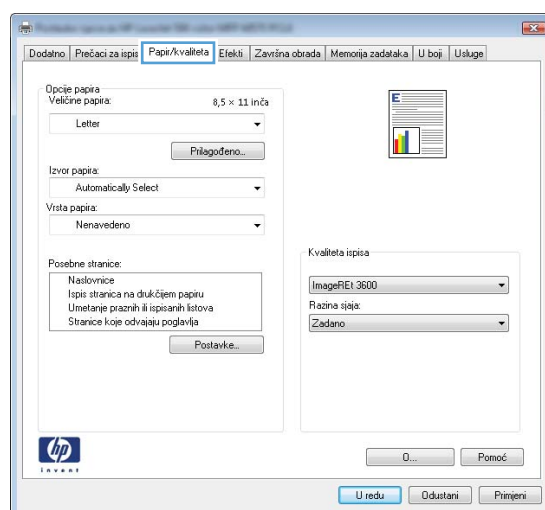 Dodatno Prečaci za ispis Papir/kvaliteta Efekti Završna obrada Memorija zadataka U boji Usluge
Opcije papira
Veličine papira: 8,5 × 11 inča
Letter
Prilagođeno...
Izvor papira:
Automatically Select
Vrsta papira:
Nenavedeno
Posebne stranice:
Naslovnice
Ispis stranica na drukčijem papiru
Umetanje praznih ili ispisanih listova
Stranice koje odvajaju poglavlja
Postavke...
E
Kvaliteta ispisa
ImageREt 3600
Razina sjaja:
Zadano
hp
invent
O... Pomoć
U redu Odustani Primjeni